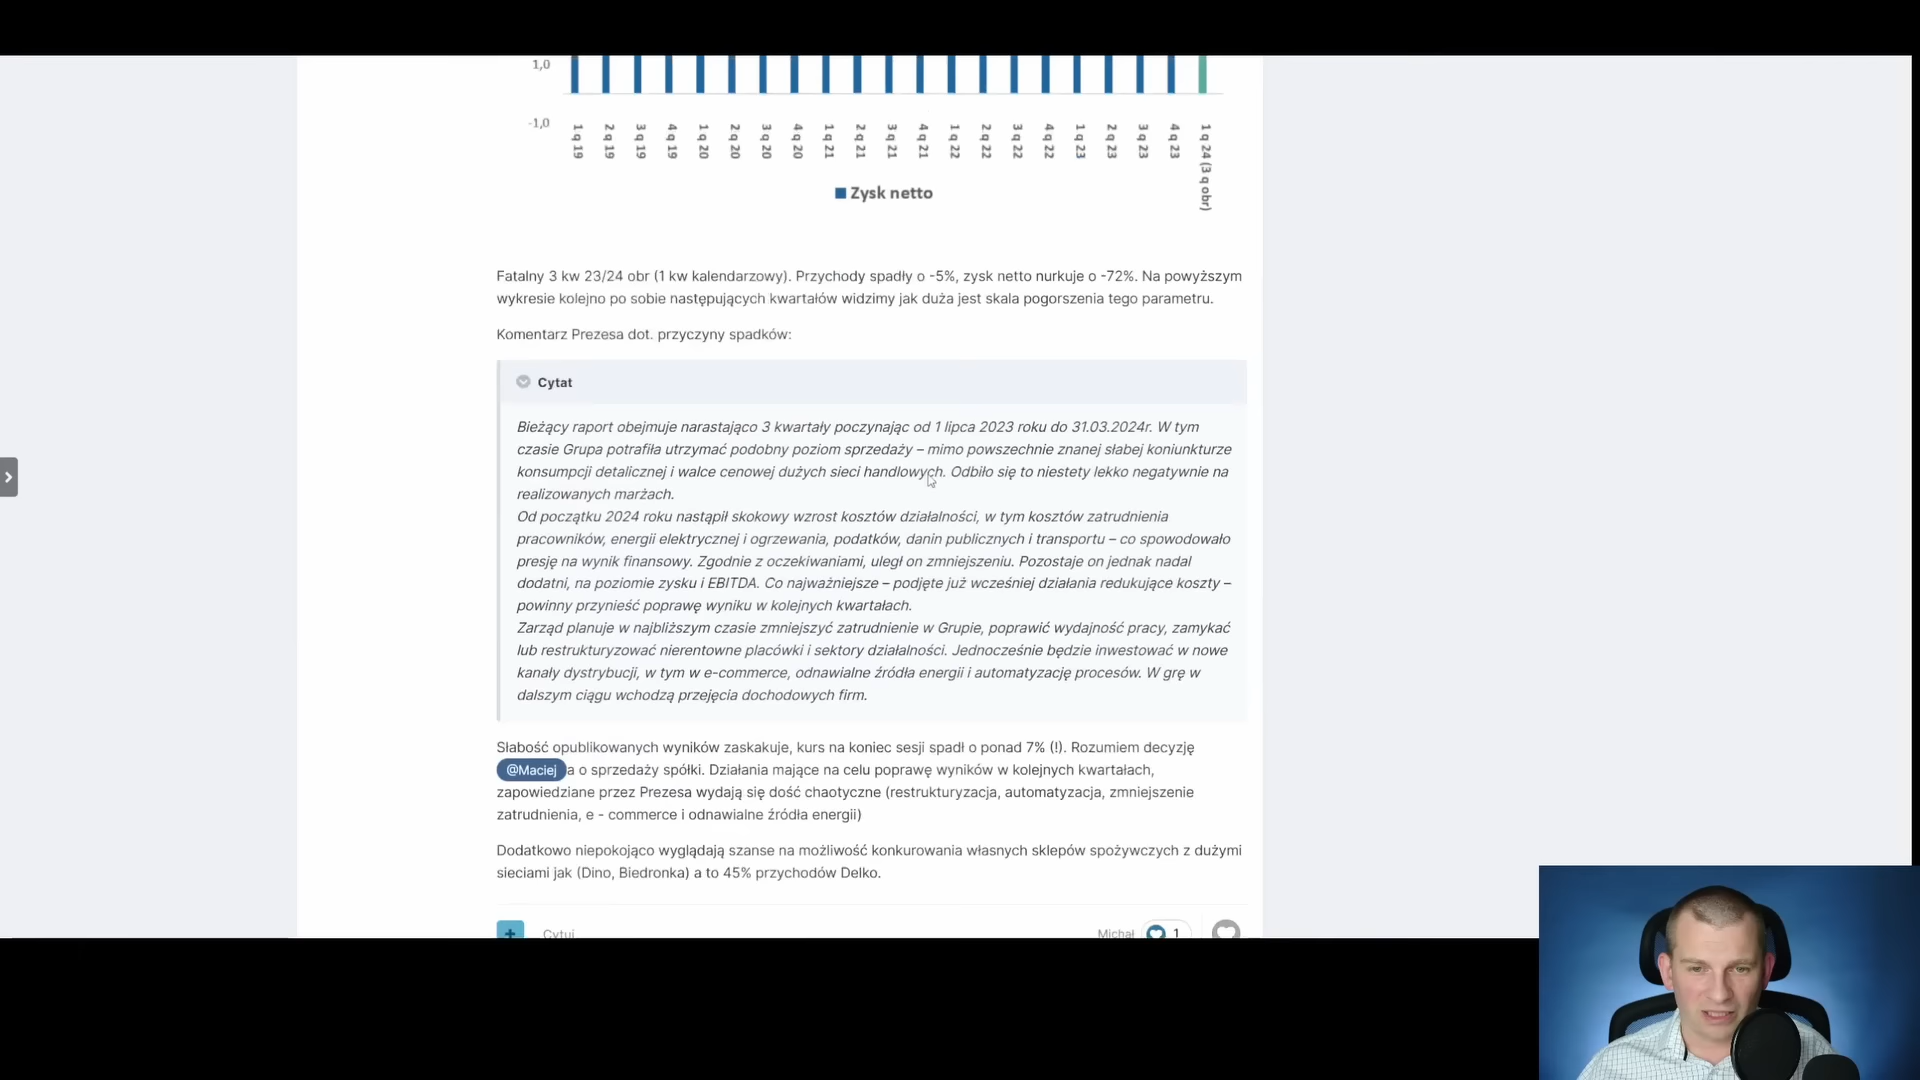 1,0
-1,0
1 q 19
2 q 19
3 q 19
4 q 19
1 q 20
2 q 20
3 q 20
4 q 20
1 q 21
2 q 21
3 q 21
4 q 21
1 q 22
2 q 22
3 q 22
4 q 22
1 q 23
2 q 23
3 q 23
4 q 23
1 q 24 (3 q obr)
Zysk netto
Fatalny 3 kw 23/24 obr (1 kw kalendarzowy). Przychody spadły o -5%, zysk netto nurkuje o -72%. Na powyższym
wykresie kolejno po sobie następujących kwartałów widzimy jak duża jest skala pogorszenia tego parametru.
Komentarz Prezesa dot. przyczyny spadków:
Cytat
Bieżący raport obejmuje narastająco 3 kwartały poczynając od 1 lipca 2023 roku do 31.03.2024r. W tym
czasie Grupa potrafiła utrzymać podobny poziom sprzedaży – mimo powszechnie znanej słabej koniunkturze
konsumpcji detalicznej i walce cenowej dużych sieci handlowych. Odbiło się to niestety lekko negatywnie na
realizowanych marżach.
Od początku 2024 roku nastąpił skokowy wzrost kosztów działalności, w tym kosztów zatrudnienia
pracowników, energii elektrycznej i ogrzewania, podatków, danin publicznych i transportu – co spowodowało
presję na wynik finansowy. Zgodnie z oczekiwaniami, uległ on zmniejszeniu. Pozostaje on jednak nadal
dodatni, na poziomie zysku i EBITDA. Co najważniejsze – podjęte już wcześniej działania redukujące koszty –
powinny przynieść poprawę wyniku w kolejnych kwartałach.
Zarząd planuje w najbliższym czasie zmniejszyć zatrudnienie w Grupie, poprawić wydajność pracy, zamykać
lub restrukturyzować nierentowne placówki i sektory działalności. Jednocześnie będzie inwestować w nowe
kanały dystrybucji, w tym w e-commerce, odnawialne źródła energii i automatyzację procesów. W grę w
dalszym ciągu wchodzą przejęcia dochodowych firm.
Słabość opublikowanych wyników zaskakuje, kurs na koniec sesji spadł o ponad 7% (!). Rozumiem decyzję
@Maciej a o sprzedaży spółki. Działania mające na celu poprawę wyników w kolejnych kwartałach,
zapowiedziane przez Prezesa wydają się dość chaotyczne (restrukturyzacja, automatyzacja, zmniejszenie
zatrudnienia, e - commerce i odnawialne źródła energii)
Dodatkowo niepokojąco wyglądają szanse na możliwość konkurowania własnych sklepów spożywczych z dużymi
sieciami jak (Dino, Biedronka) a to 45% przychodów Delko.
+ Cytuj Michał 1